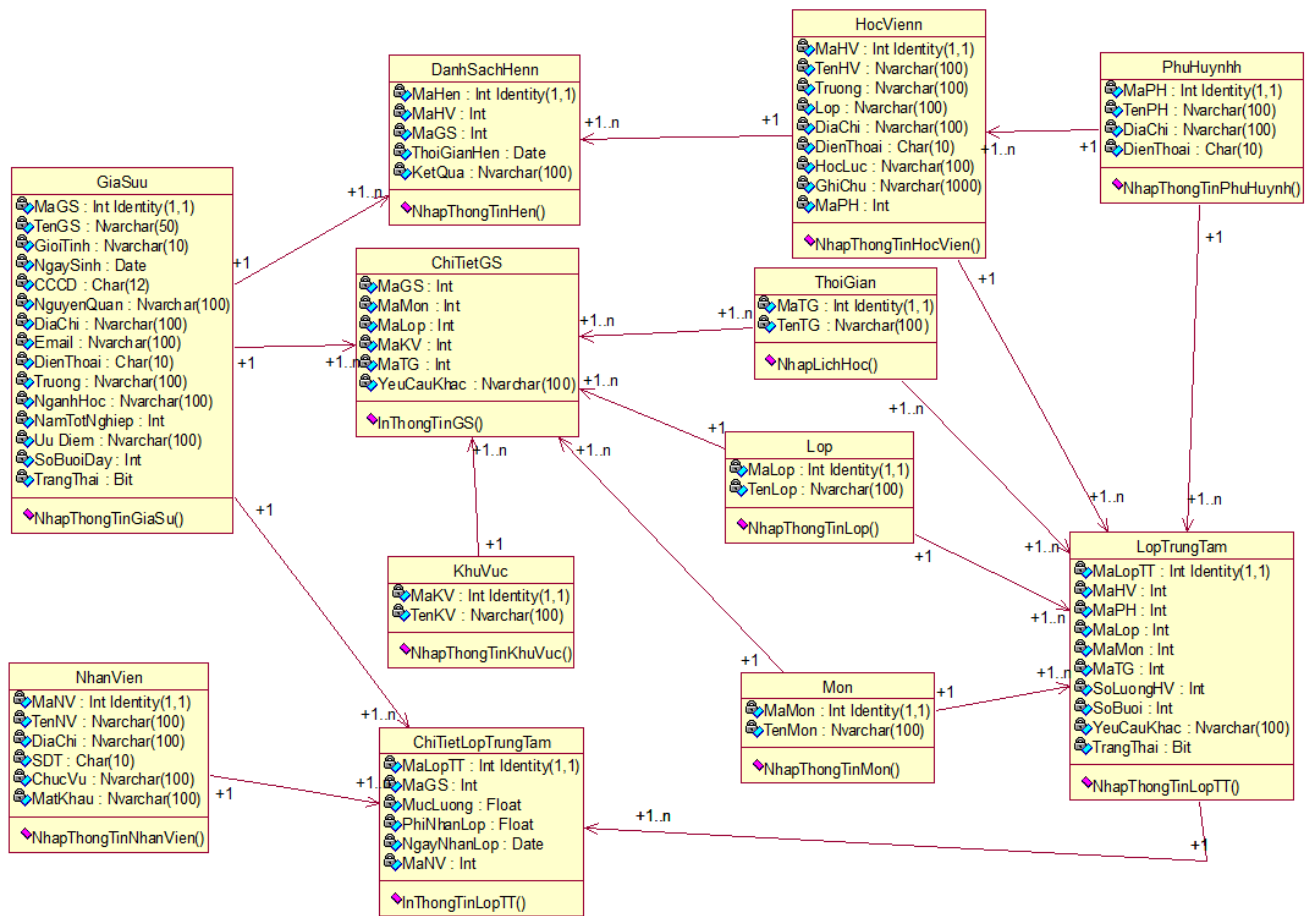 HocVienn
MaHV : Int Identity(1,1)
TenHV : Nvarchar(100)
Truong : Nvarchar(100)
Lop : Nvarchar(100)
DiaChi : Nvarchar(100)
DienThoai : Char(10)
HocLuc : Nvarchar(100)
GhiChu : Nvarchar(1000)
MaPH : Int
NhapThongTinHocVien()
DanhSachHenn
MaHen : Int Identity(1,1)
MaHV : Int
MaGS : Int
ThoiGianHen : Date
KetQua : Nvarchar(100)
NhapThongTinHen()
PhuHuynhh
MaPH : Int Identity(1,1)
TenPH : Nvarchar(100)
DiaChi : Nvarchar(100)
DienThoai : Char(10)
NhapThongTinPhuHuynh()
+1..n
+1
+1..n
+1
+1
+1
GiaSuu
MaGS : Int Identity(1,1)
TenGS : Nvarchar(50)
GioiTinh : Nvarchar(10)
NgaySinh : Date
CCCD : Char(12)
NguyenQuan : Nvarchar(100)
DiaChi : Nvarchar(100)
Email : Nvarchar(100)
DienThoai : Char(10)
Truong : Nvarchar(100)
NganhHoc : Nvarchar(100)
NamTotNghiep : Int
Uu Diem : Nvarchar(100)
SoBuoiDay : Int
TrangThai : Bit
NhapThongTinGiaSu()
+1..n
+1
+1
+1..n
+1
ChiTietGS
MaGS : Int
MaMon : Int
MaLop : Int
MaKV : Int
MaTG : Int
YeuCauKhac : Nvarchar(100)
InThongTinGS()
+1..n
+1..n
+1..n
+1..n
+1..n
ThoiGian
MaTG : Int Identity(1,1)
TenTG : Nvarchar(100)
NhapLichHoc()
+1..n
+1
Lop
MaLop : Int Identity(1,1)
TenLop : Nvarchar(100)
NhapThongTinLop()
+1
+1..n
+1..n
+1..n
+1..n
+1..n
LopTrungTam
MaLopTT : Int Identity(1,1)
MaHV : Int
MaPH : Int
MaLop : Int
MaMon : Int
MaTG : Int
SoLuongHV : Int
SoBuoi : Int
YeuCauKhac : Nvarchar(100)
TrangThai : Bit
NhapThongTinLopTT()
+1
+1
KhuVuc
MaKV : Int Identity(1,1)
TenKV : Nvarchar(100)
NhapThongTinKhuVuc()
+1
+1
Mon
MaMon : Int Identity(1,1)
TenMon : Nvarchar(100)
NhapThongTinMon()
NhanVien
MaNV : Int Identity(1,1)
TenNV : Nvarchar(100)
DiaChi : Nvarchar(100)
SDT : Char(10)
ChucVu : Nvarchar(100)
MatKhau : Nvarchar(100)
NhapThongTinNhanVien()
+1
+1..n
+1..n
+1..n
ChiTietLopTrungTam
MaLopTT : Int Identity(1,1)
MaGS : Int
MucLuong : Float
PhiNhanLop : Float
NgayNhanLop : Date
MaNV : Int
InThongTinLopTT()